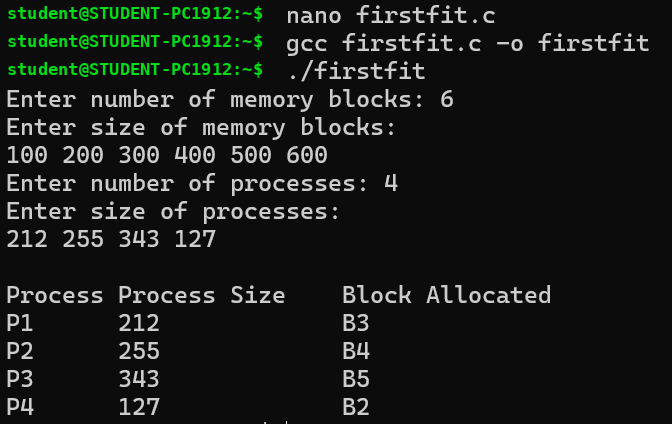 student@STUDENT-PC1912:~$ nano firstfit.c
student@STUDENT-PC1912:~$ gcc firstfit.c -o firstfit
student@STUDENT-PC1912:~$ ./firstfit
Enter number of memory blocks: 6
Enter size of memory blocks:
100 200 300 400 500 600
Enter number of processes: 4
Enter size of processes:
212 255 343 127

Process Process Size    Block Allocated
P1      212             B3
P2      255             B4
P3      343             B5
P4      127             B2